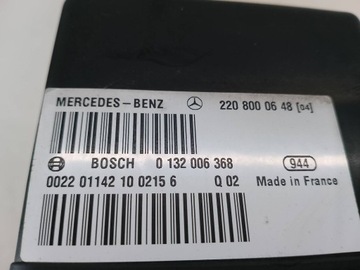 MERCEDES-BENZ 220 800 06 48 [04]
BOSCH 0 132 006 368 944
0022 01142 10 0215 6 Q 02 Made in France